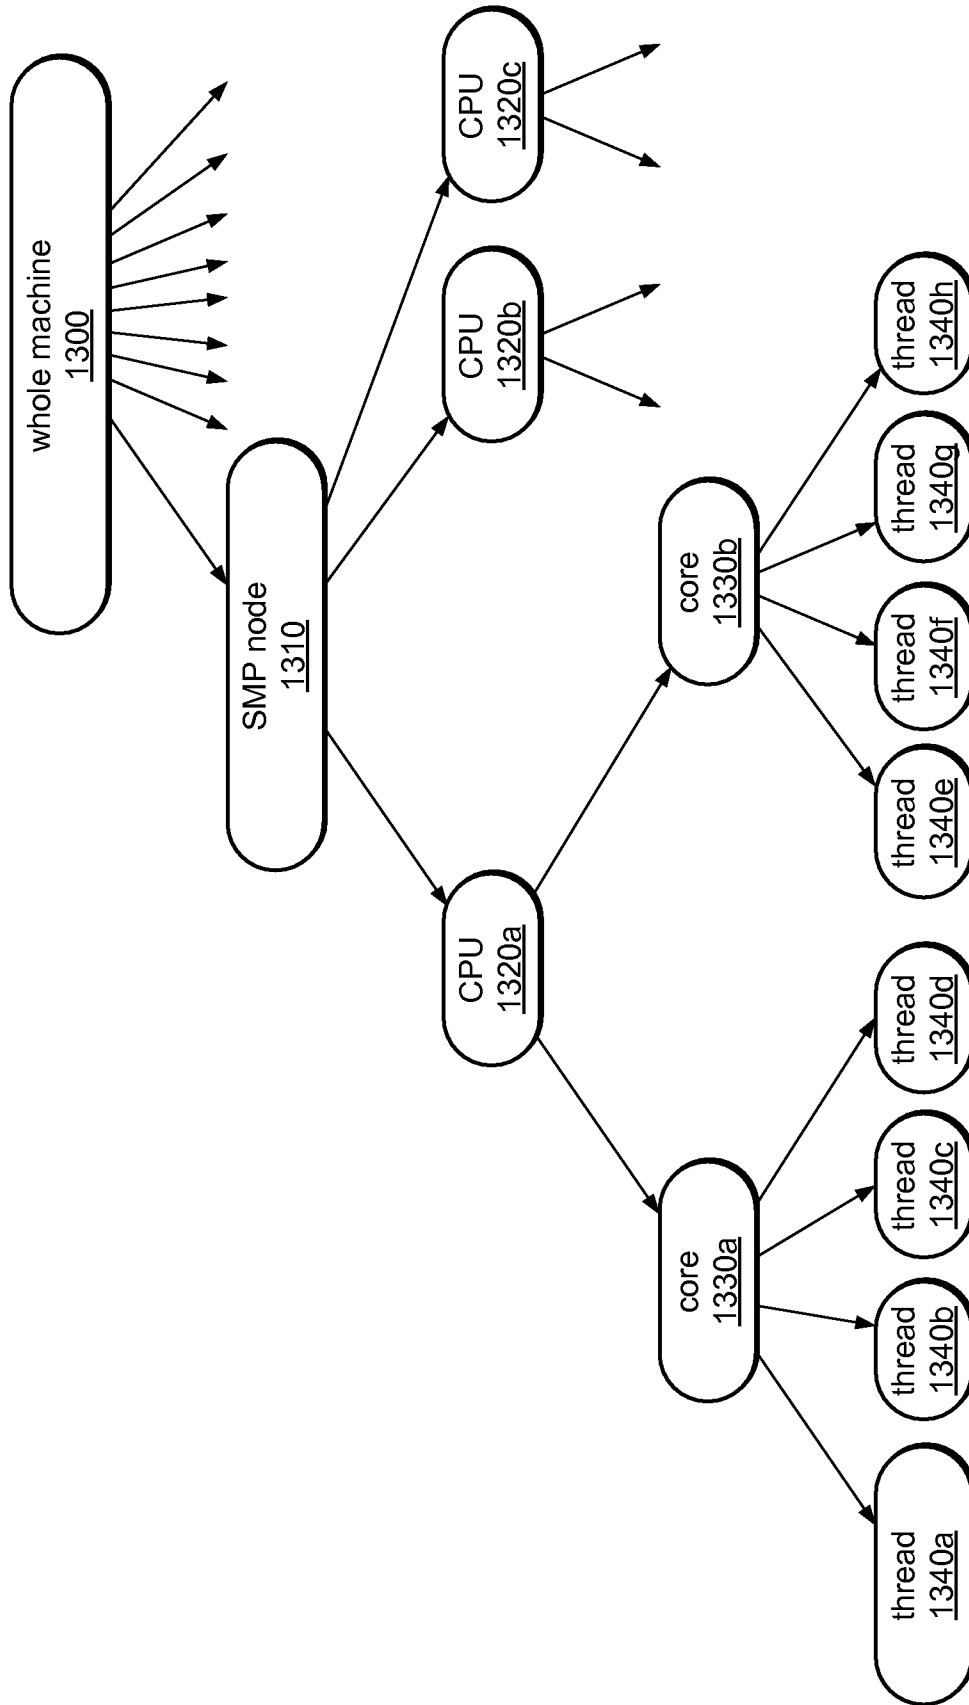 whole machine
1300
SMP node
1310
CPU
1320a
CPU
1320b
CPU
1320c
core
1330a
core
1330b
thread
1340a
thread
1340b
thread
1340c
thread
1340d
thread
1340e
thread
1340f
thread
1340g
thread
1340h